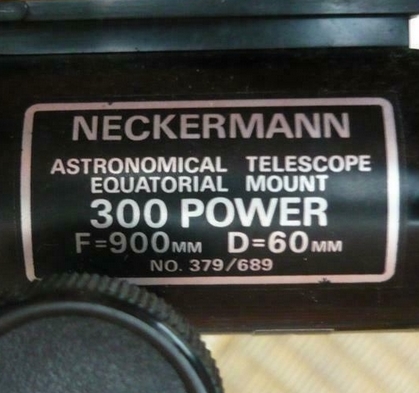 NECKERMANN
ASTRONOMICAL TELESCOPE
EQUATORIAL MOUNT
300 POWER
F=900MM D=60MM
NO. 379/689